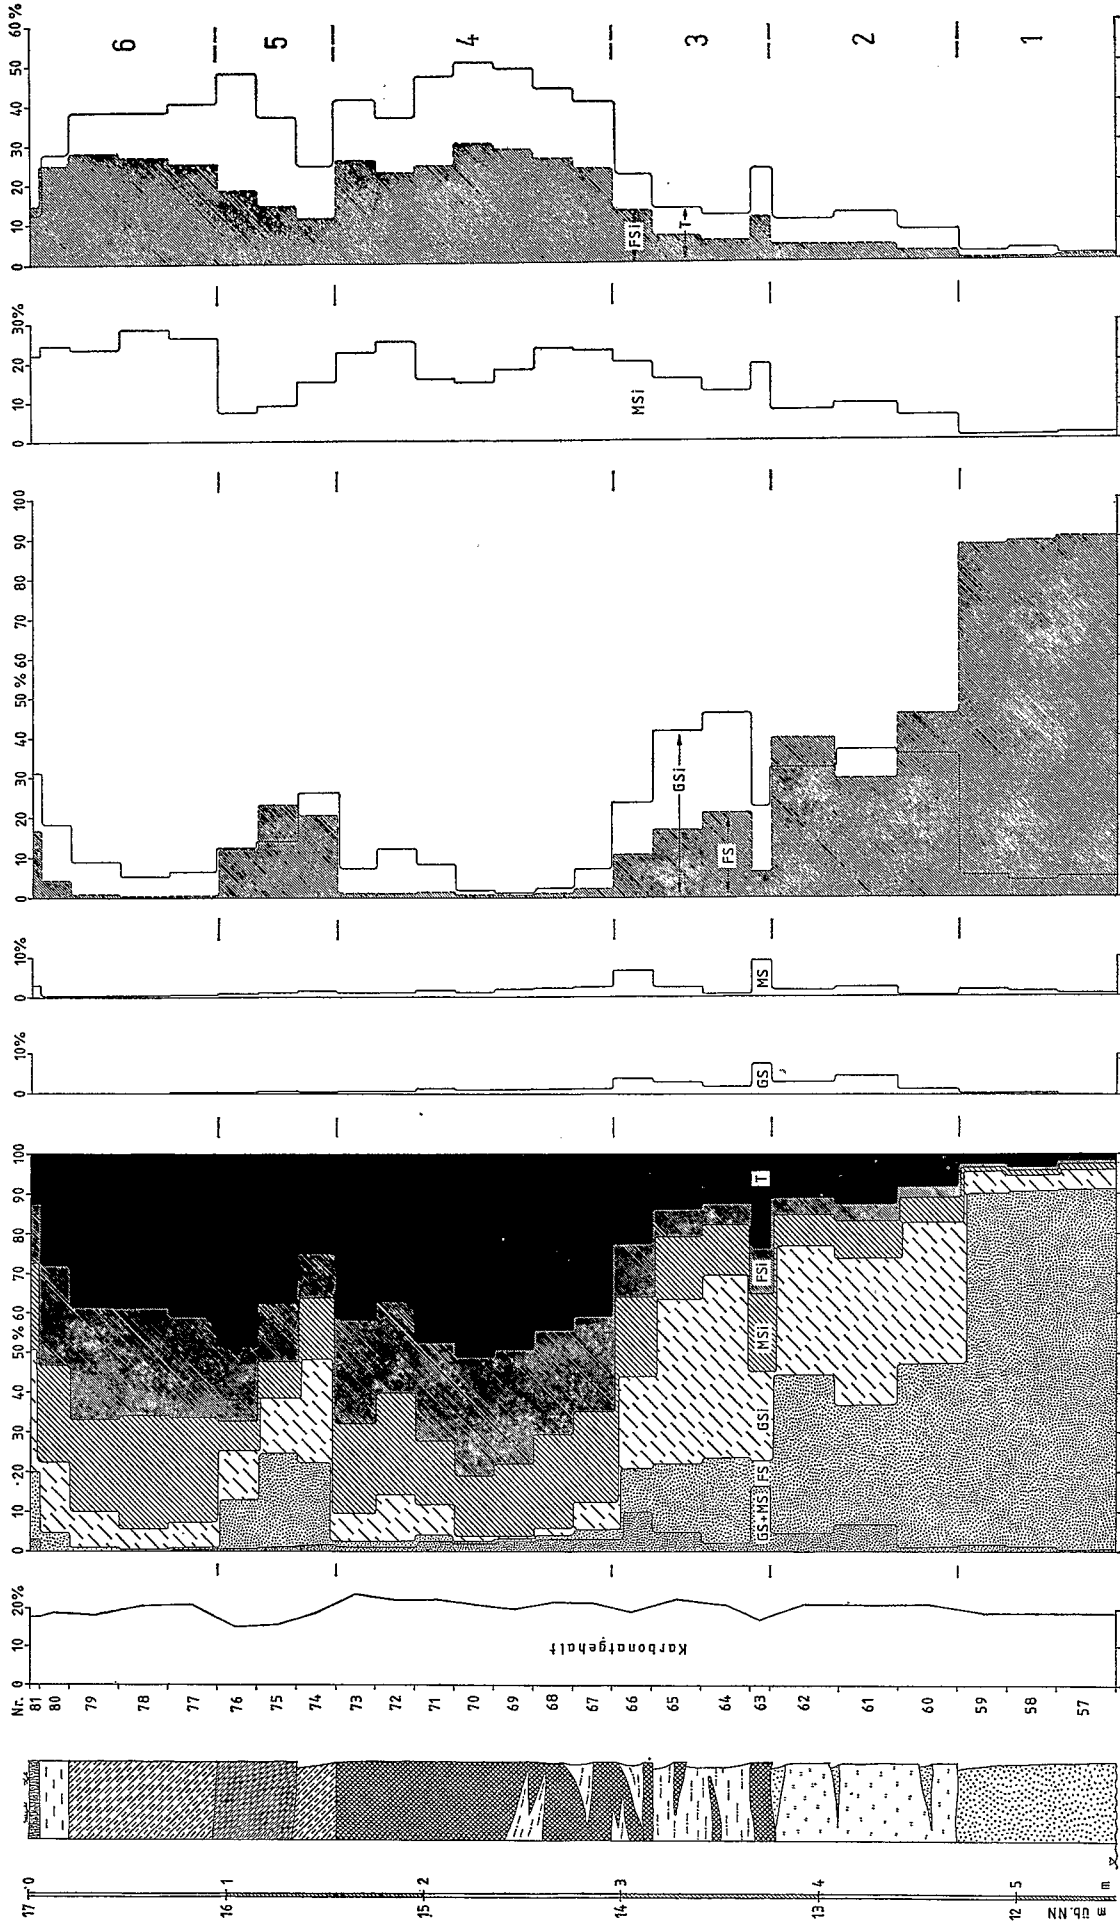 m üb.NN m
12 5
13 4
14 3
15 2
16 1
17 0
57 58 59 60 61 62 63 64 65 66 67 68 69 70 71 72 73 74 75 76 77 78 79 80 81 Nr.
Karbonatgehalt
0 10 20%
GS+MS FS GSi MSi FSi T
0 10 20 30 40 50 % 60 70 80 90 100
GS
0 10%
MS
0 10%
FS
GSi
0 10 20 30 40 50 % 60 70 80 90 100
MSi
0 10 20 30%
FSi
T
0 10 20 30 40 50 60%
1 2 3 4 5 6